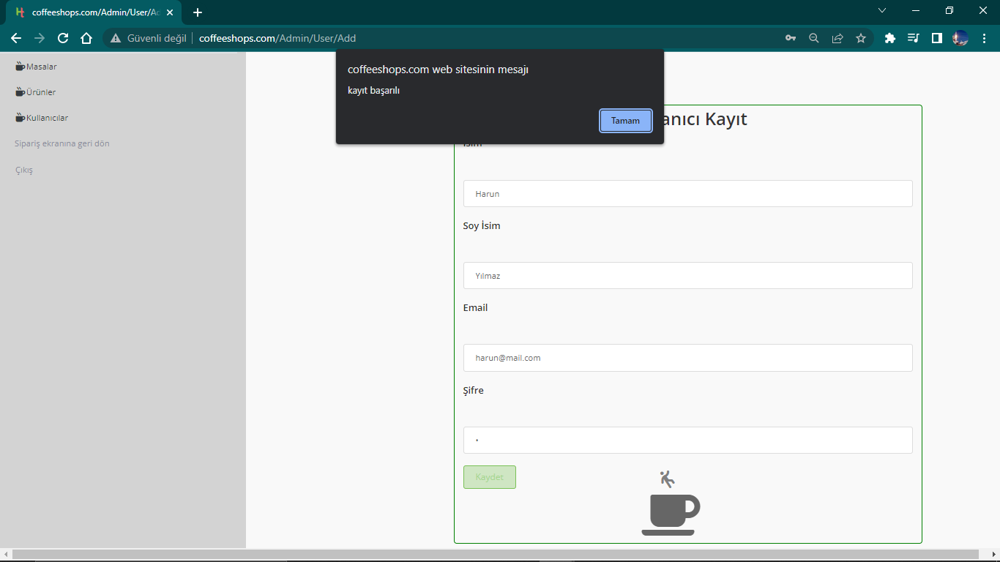 coffeeshops.com/Admin/User/Ad
Güvenli değil
coffeeshops.com/Admin/User/Add
coffeeshops.com web sitesinin mesajı
kayıt başarılı
Tamam
Masalar
Ürünler
Kullanıcılar
Sipariş ekranına geri dön
Çıkış
Kayıt
İsim
Harun
Soy İsim
Yılmaz
Email
harun@mail.com
Şifre
Kaydet